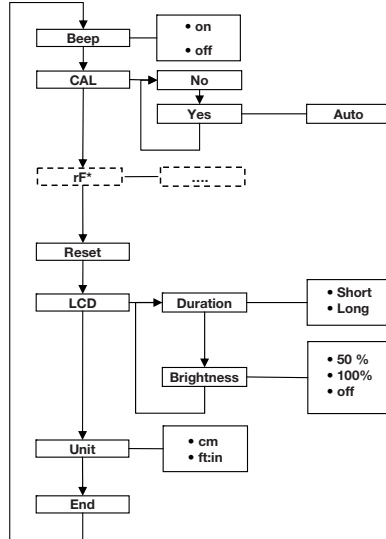 Beep
• on
• off
CAL
No
Yes
Auto
rF*
....
Reset
LCD
Duration
• Short
• Long
Brightness
• 50 %
• 100%
• off
Unit
• cm
• ft:in
End